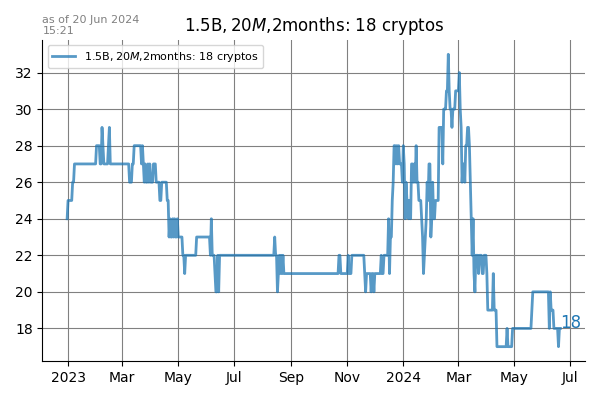 as of 20 Jun 2024
15:21
1.5B, 20M,2months: 18 cryptos
1.5B, 20M,2months: 18 cryptos
32
30
28
26
24
22
20
18
18
2023 Mar May Jul Sep Nov 2024 Mar May Jul